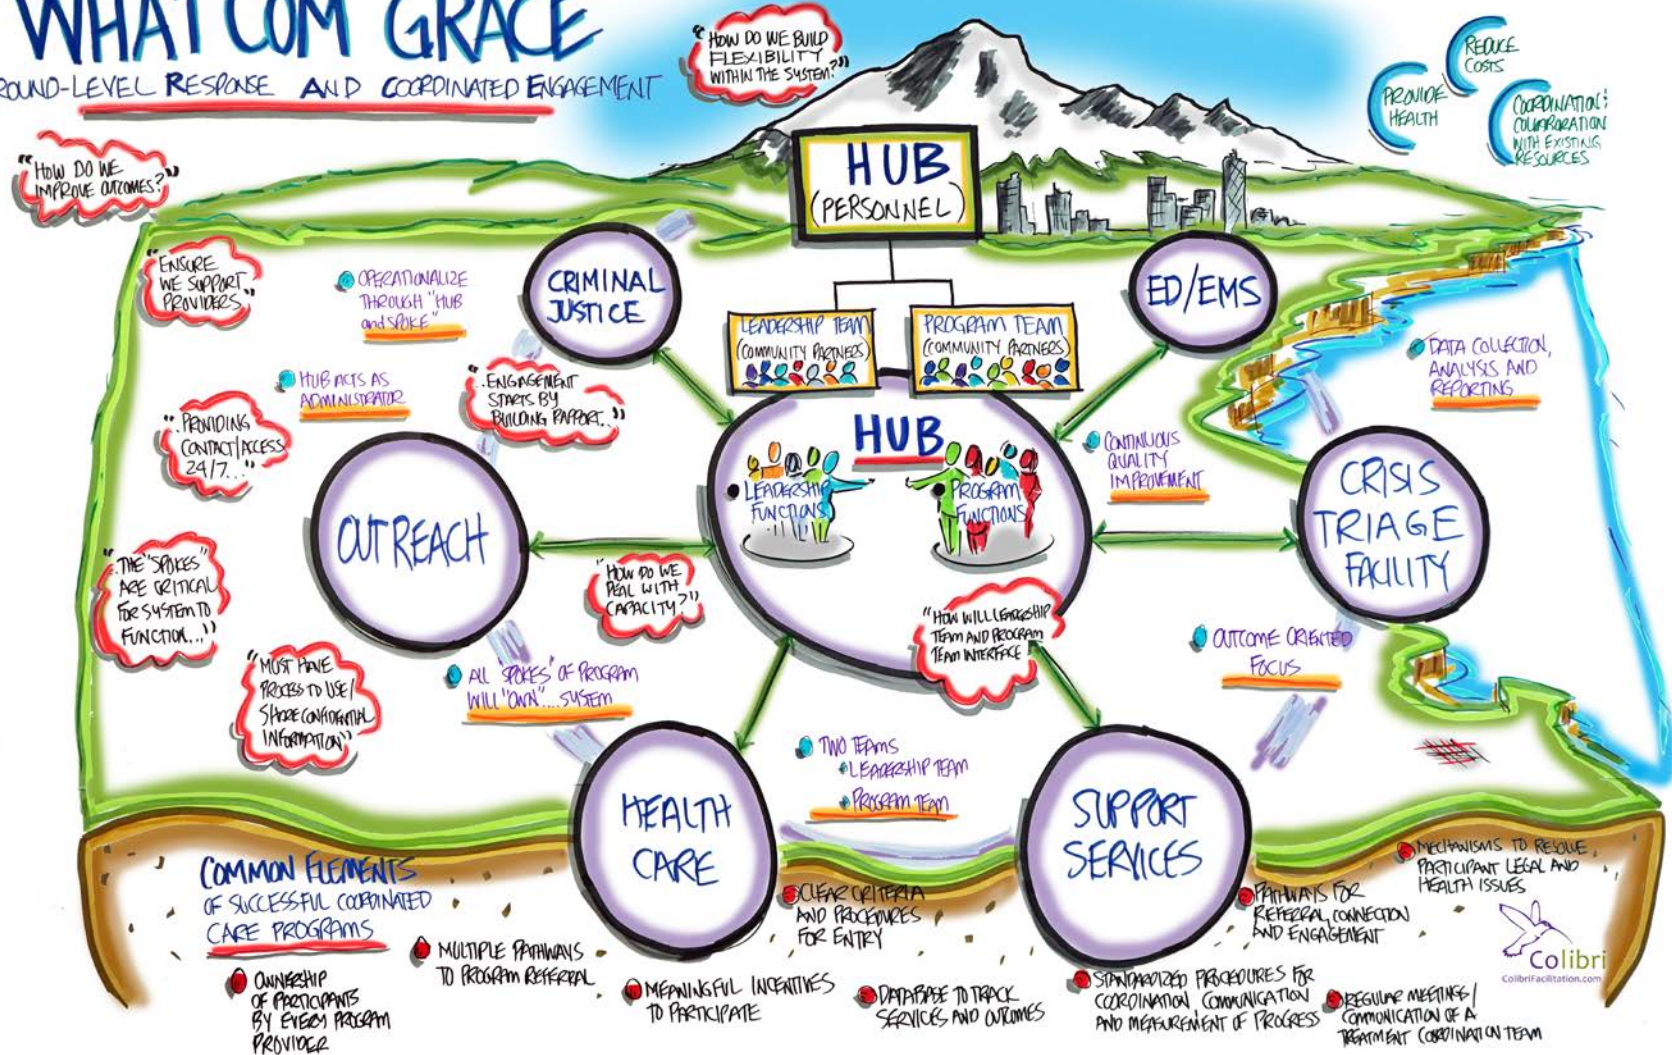 WHATCOM GRACE
ROUND-LEVEL RESPONSE AND COORDINATED ENGAGEMENT
"HOW DO WE BUILD
FLEXIBILITY
WITHIN THE SYSTEM?"
REDUCE
COSTS
PROVIDE
HEALTH
COORDINATION &
COLLABORATION
WITH EXISTING
RESOURCES
"HOW DO WE
IMPROVE OUTCOMES?"
HUB
(PERSONNEL)
"ENSURE
WE SUPPORT
PROVIDERS."
OPERATIONALIZE
THROUGH "HUB
and SPOKE"
CRIMINAL
JUSTICE
ED/EMS
LEADERSHIP TEAM
(COMMUNITY PARTNERS)
PROGRAM TEAM
(COMMUNITY PARTNERS)
DATA COLLECTION,
ANALYSIS AND
REPORTING
HUB ACTS AS
ADMINISTRATOR
"..ENGAGEMENT
STARTS BY
BUILDING RAPPORT.."
"..PROVIDING
CONTACT/ACCESS
24/7..."
HUB
LEADERSHIP
FUNCTIONS
PROGRAM
FUNCTIONS
CONTINUOUS
QUALITY
IMPROVEMENT
OUTREACH
CRISIS
TRIAGE
FACILITY
"..THE "SPOKES"
ARE CRITICAL
FOR SYSTEM TO
FUNCTION..."
"HOW DO WE
DEAL WITH
CAPACITY?"
"HOW WILL LEADERSHIP
TEAM AND PROGRAM
TEAM INTERFACE"
OUTCOME ORIENTED
FOCUS
"MUST HAVE
PROCESS TO USE/
SHARE CONFIDENTIAL
INFORMATION"
ALL "SPOKES" OF PROGRAM
WILL "OWN"....SYSTEM
TWO TEAMS
LEADERSHIP TEAM
PROGRAM TEAM
HEALTH
CARE
SUPPORT
SERVICES
COMMON ELEMENTS
OF SUCCESSFUL COORDINATED
CARE PROGRAMS
OWNERSHIP
OF PARTICIPANTS
BY EVERY PROGRAM
PROVIDER
MULTIPLE PATHWAYS
TO PROGRAM REFERRAL
MEANINGFUL INCENTIVES
TO PARTICIPATE
CLEAR CRITERIA
AND PROCEDURES
FOR ENTRY
DATABASE TO TRACK
SERVICES AND OUTCOMES
STANDARDIZED PROCEDURES FOR
COORDINATION, COMMUNICATION
AND MEASUREMENT OF PROGRESS
PATHWAYS FOR
REFERRAL, CONNECTION
AND ENGAGEMENT
REGULAR MEETINGS/
COMMUNICATION OF A
TREATMENT COORDINATION TEAM
MECHANISMS TO RESOLVE
PARTICIPANT LEGAL AND
HEALTH ISSUES
Colibri
ColibriFacilitation.com